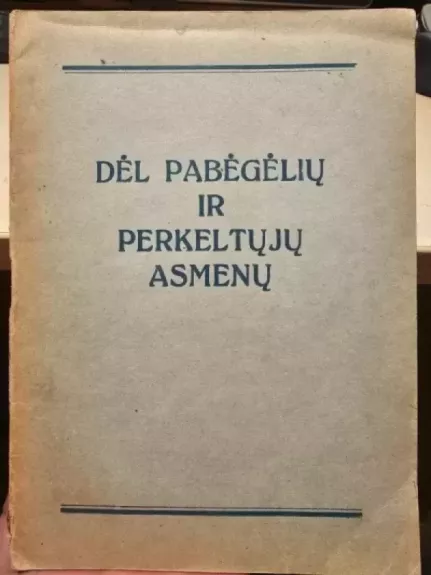 DĖL PABĖGĖLIŲ
IR
PERKELTŲJŲ
ASMENŲ